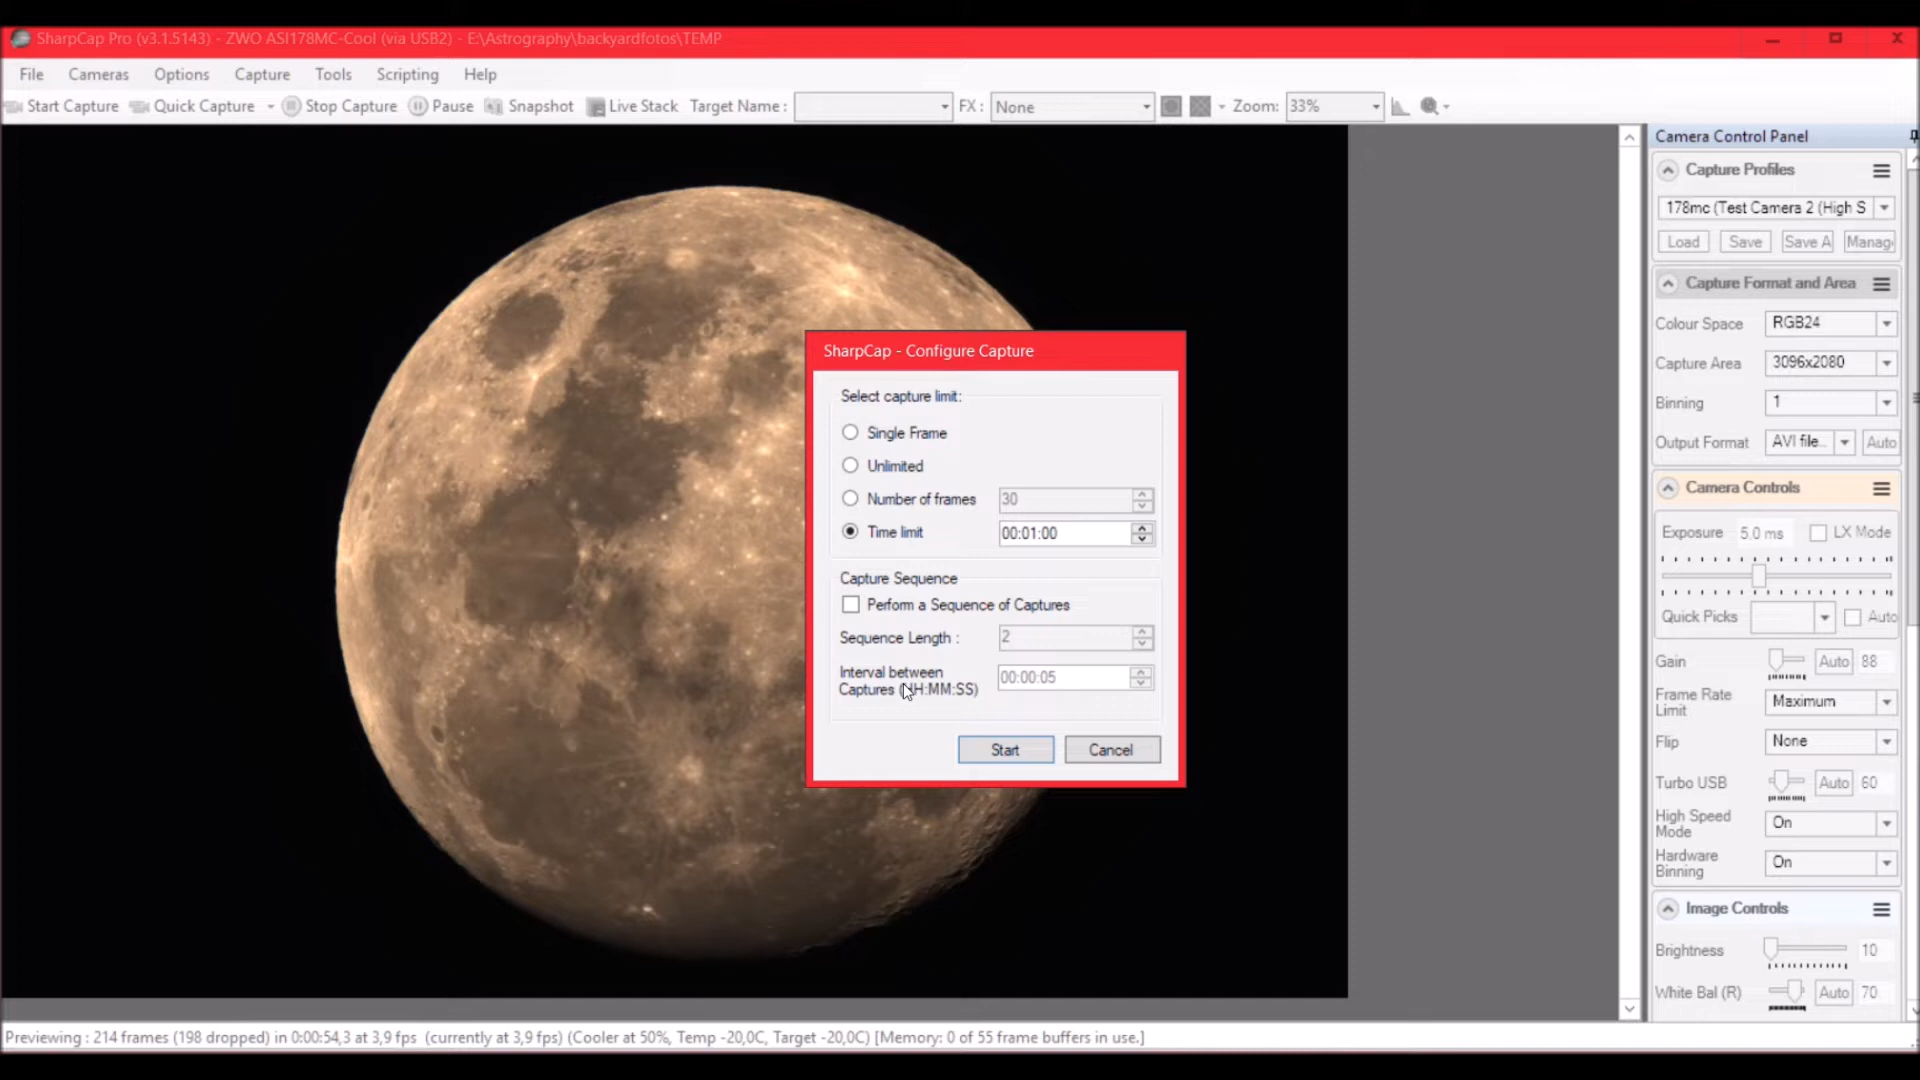 SharpCap Pro (v3.1.5143) - ZWO ASI178MC-Cool (via USB2) - E:\Astrography\backyardfotos\TEMP
File Cameras Options Capture Tools Scripting Help
Start Capture Quick Capture Stop Capture Pause Snapshot Live Stack Target Name : FX : None Zoom: 33%
Camera Control Panel
Capture Profiles
178mc (Test Camera 2 (High S
Load Save Save A Manag
Capture Format and Area
Colour Space RGB24
Capture Area 3096x2080
Binning 1
Output Format AVI file.. Auto
Camera Controls
Exposure 5.0 ms LX Mode
Quick Picks Auto
Gain Auto 88
Frame Rate
Limit
Maximum
Flip None
Turbo USB Auto 60
High Speed
Mode
On
Hardware
Binning
On
Image Controls
Brightness 10
White Bal (R) Auto 70
SharpCap - Configure Capture
Select capture limit:
Single Frame
Unlimited
Number of frames 30
Time limit 00:01:00
Capture Sequence
Perform a Sequence of Captures
Sequence Length : 2
Interval between
Captures (HH:MM:SS)
00:00:05
Start Cancel
Previewing : 214 frames (198 dropped) in 0:00:54,3 at 3,9 fps (currently at 3,9 fps) (Cooler at 50%, Temp -20,0C, Target -20,0C) [Memory: 0 of 55 frame buffers in use.]